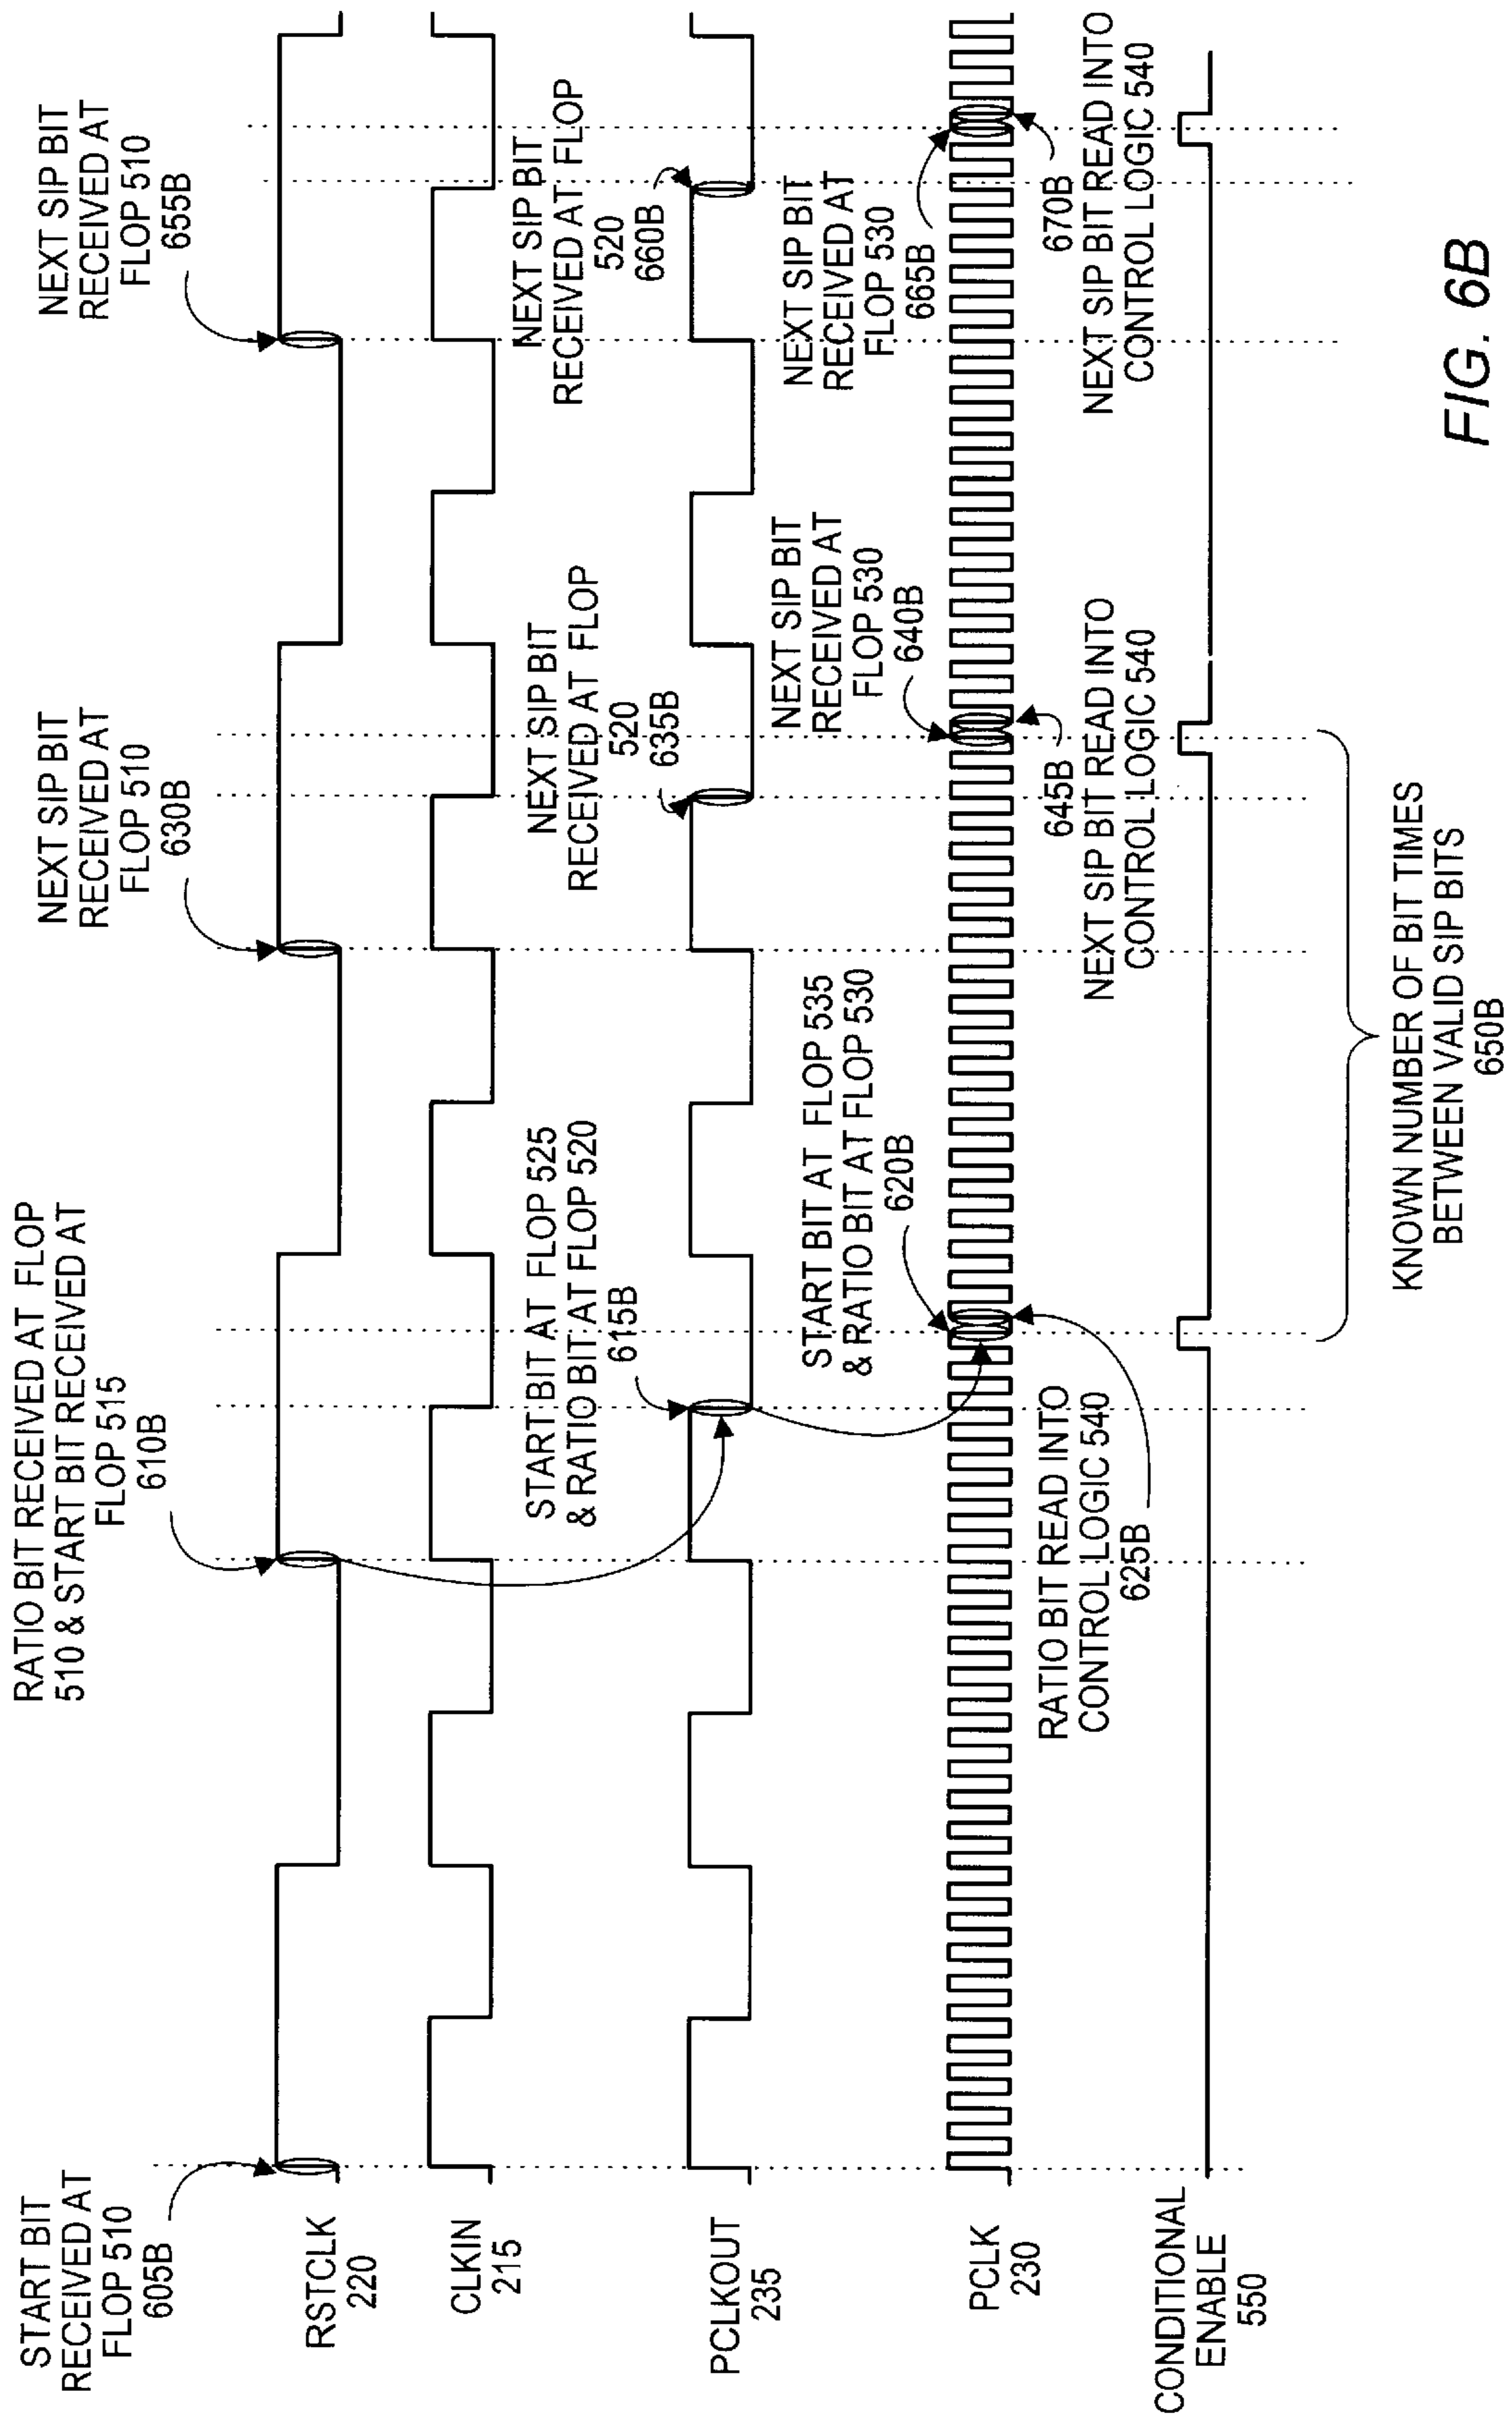 START BIT
RECEIVED AT
FLOP 510
605B
RATIO BIT RECEIVED AT FLOP
510 & START BIT RECEIVED AT
FLOP 515
610B
NEXT SIP BIT
RECEIVED AT
FLOP 510
630B
NEXT SIP BIT
RECEIVED AT
FLOP 510
655B
RSTCLK
220
CLKIN
215
START BIT AT FLOP 525
& RATIO BIT AT FLOP 520
615B
NEXT SIP BIT
RECEIVED AT FLOP
520
635B
NEXT SIP BIT
RECEIVED AT FLOP
520
660B
PCLKOUT
235
START BIT AT FLOP 535
& RATIO BIT AT FLOP 530
620B
NEXT SIP BIT
RECEIVED AT
FLOP 530
640B
NEXT SIP BIT
RECEIVED AT
FLOP 530
665B
PCLK
230
RATIO BIT READ INTO
CONTROL LOGIC 540
625B
645B
NEXT SIP BIT READ INTO
CONTROL LOGIC 540
670B
NEXT SIP BIT READ INTO
CONTROL LOGIC 540
CONDITIONAL
ENABLE
550
KNOWN NUMBER OF BIT TIMES
BETWEEN VALID SIP BITS
650B
FIG. 6B